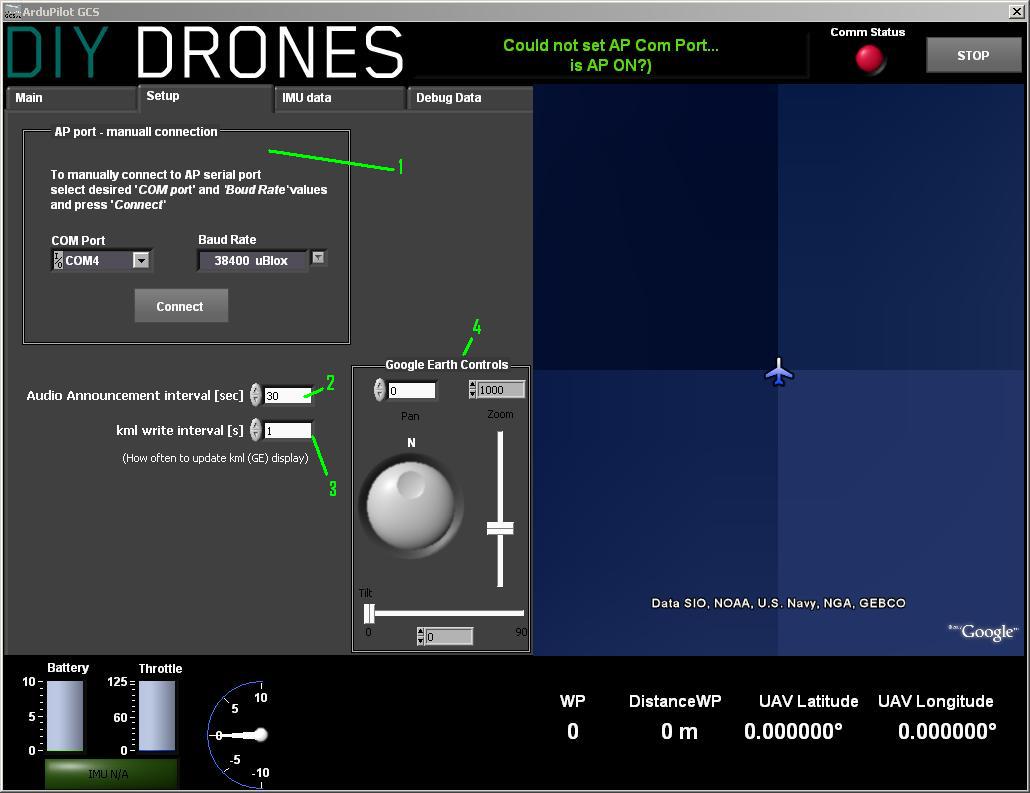 ArduPilot GCS
DIY DRONES
Could not set AP Com Port...
is AP ON?)
Comm Status
STOP
Main
Setup
IMU data
Debug Data
AP port - manuall connection
1
To manually connect to AP serial port
select desired 'COM port' and 'Boud Rate'values
and press 'Connect'
COM Port
Baud Rate
COM4
38400 uBlox
Connect
4
Google Earth Controls
Audio Announcement interval [sec]
30
2
0
1000
Pan
Zoom
kml write interval [s]
1
N
(How often to update kml (GE) display)
3
Tilt
0
0
90
Data SIO, NOAA, U.S. Navy, NGA, GEBCO
Google
Battery
Throttle
10
5
0
125
60
0
10
5
0
-5
-10
IMU N/A
WP
DistanceWP
UAV Latitude
UAV Longitude
0
0 m
0.000000°
0.000000°